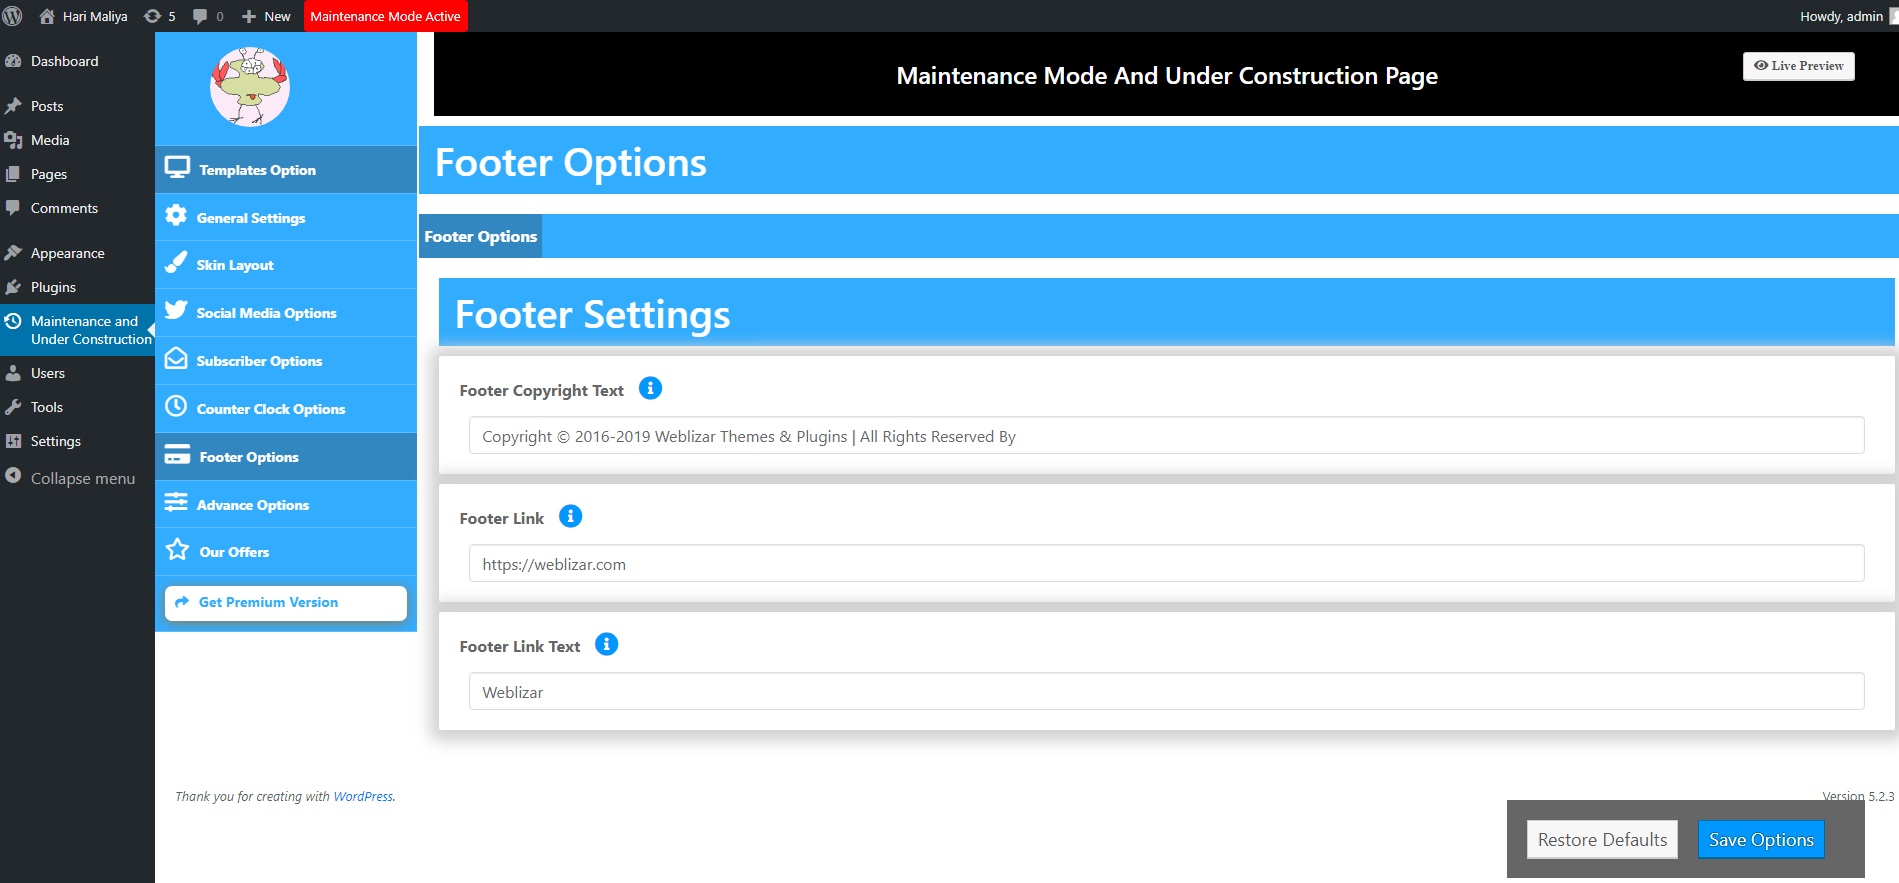 Hari Maliya 5 0 New Maintenance Mode Active Howdy, admin
Dashboard
Posts
Media
Pages
Comments
Appearance
Plugins
Maintenance and
Under Construction
Users
Tools
Settings
Collapse menu
Templates Option
General Settings
Skin Layout
Social Media Options
Subscriber Options
Counter Clock Options
Footer Options
Advance Options
Our Offers
Get Premium Version
Maintenance Mode And Under Construction Page
Live Preview
Footer Options
Footer Options
Footer Settings
Footer Copyright Text
Copyright © 2016-2019 Weblizar Themes & Plugins | All Rights Reserved By
Footer Link
https://weblizar.com
Footer Link Text
Weblizar
Thank you for creating with WordPress.
Version 5.2.3
Restore Defaults
Save Options